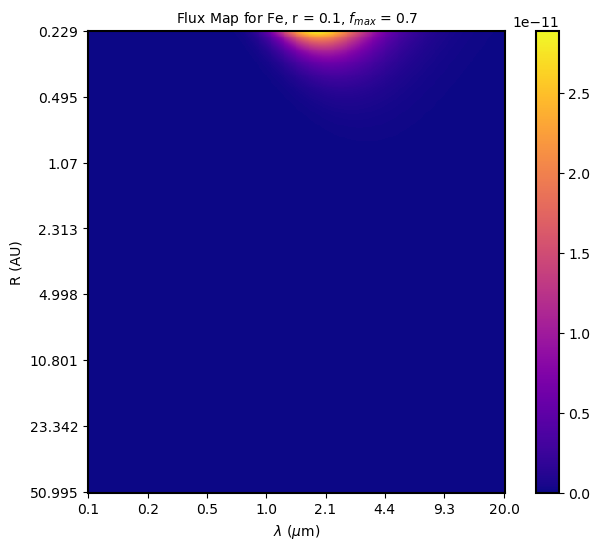 Flux Map for Fe, r = 0.1, f_max = 0.7
1e−11
0.229
0.495
1.07
2.313
4.998
10.801
23.342
50.995
R (AU)
0.1 0.2 0.5 1.0 2.1 4.4 9.3 20.0
λ (μm)
2.5
2.0
1.5
1.0
0.5
0.0